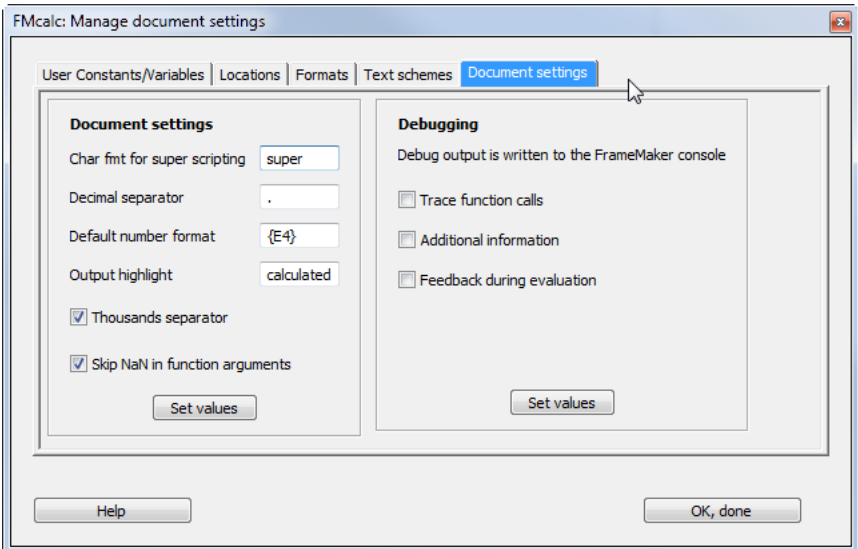 FMcalc: Manage document settings
User Constants/Variables Locations Formats Text schemes Document settings
Document settings
Char fmt for super scripting super
Decimal separator .
Default number format {E4}
Output highlight calculated
Thousands separator
Skip NaN in function arguments
Set values
Debugging
Debug output is written to the FrameMaker console
Trace function calls
Additional information
Feedback during evaluation
Set values
Help OK, done